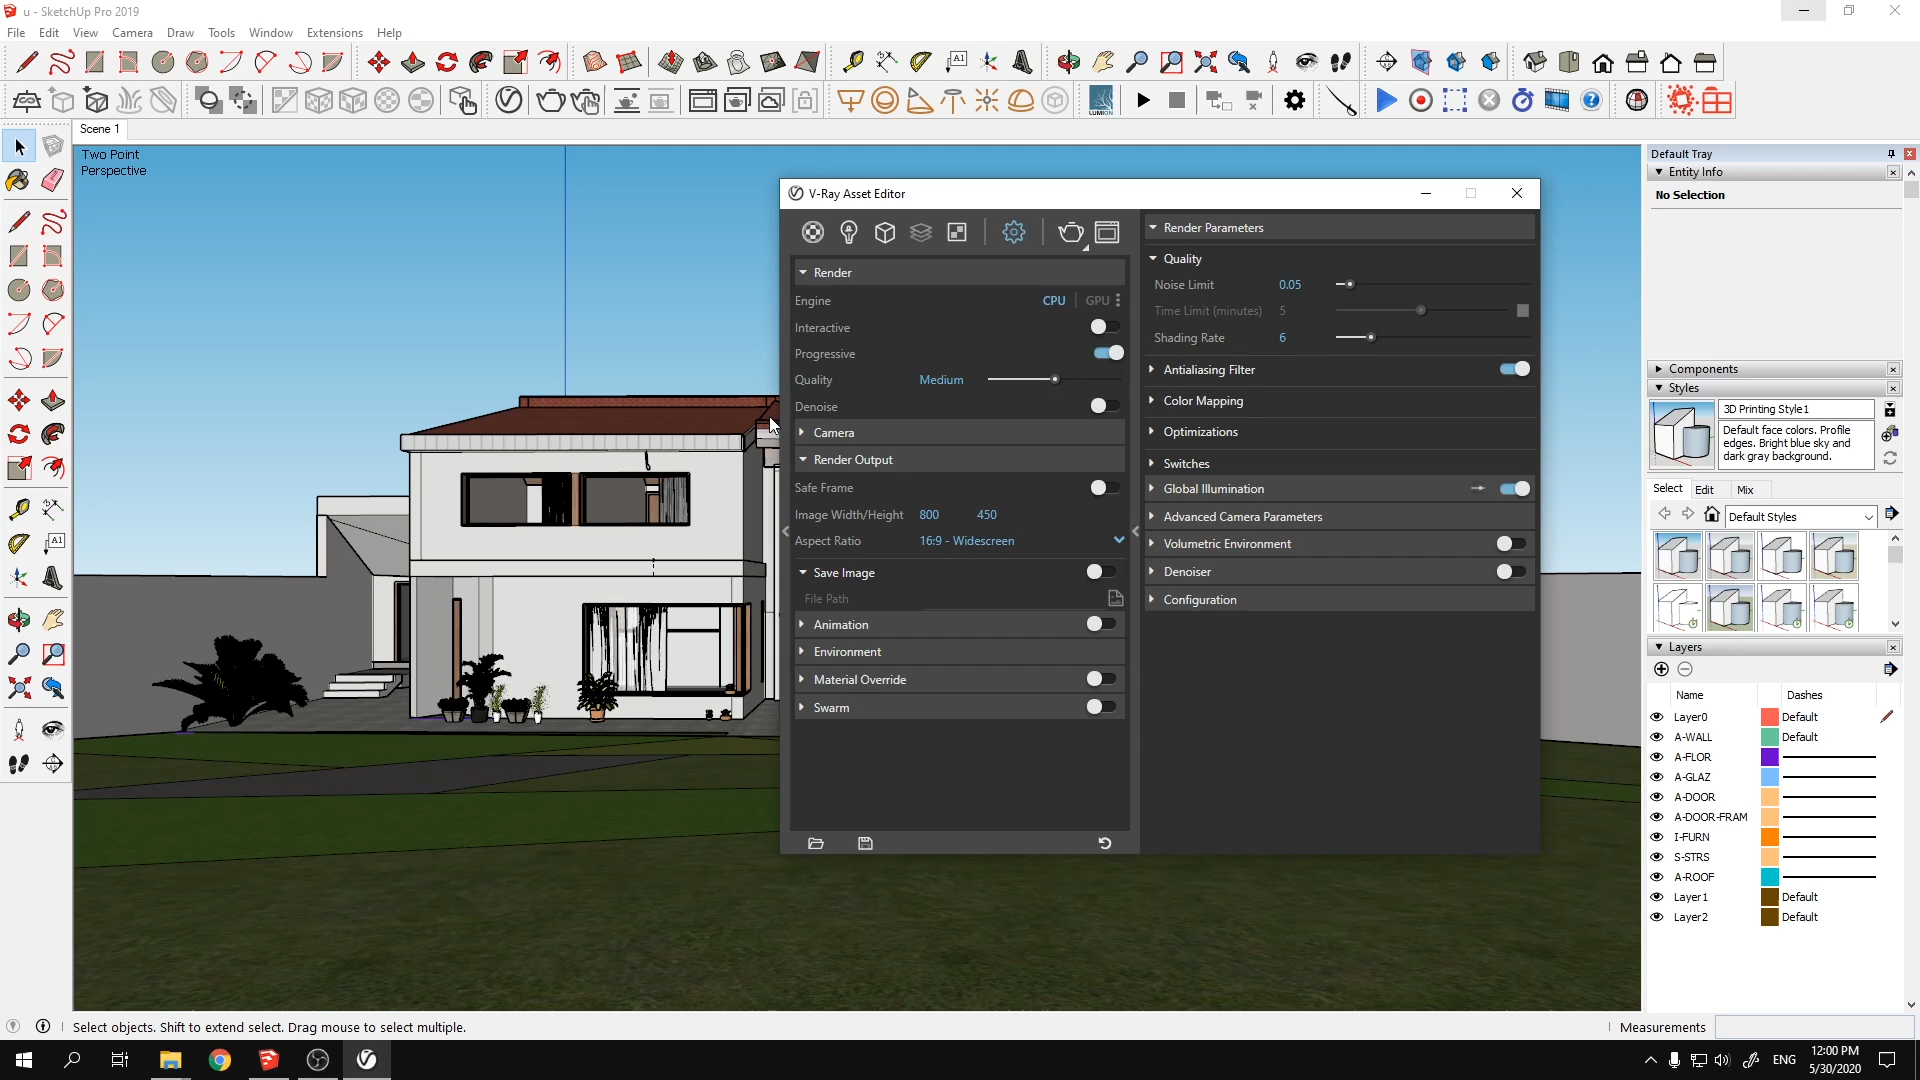 u - SketchUp Pro 2019
File Edit View Camera Draw Tools Window Extensions Help
A1
LUMION
Scene 1
Two Point
Perspective
A1
V-Ray Asset Editor
Render
Engine CPU GPU
Interactive
Progressive
Quality Medium
Denoise
Camera
Render Output
Safe Frame
Image Width/Height 800 450
Aspect Ratio 16:9 - Widescreen
Save Image
File Path
Animation
Environment
Material Override
Swarm
Render Parameters
Quality
Noise Limit 0.05
Time Limit (minutes) 5
Shading Rate 6
Antialiasing Filter
Color Mapping
Optimizations
Switches
Global Illumination
Advanced Camera Parameters
Volumetric Environment
Denoiser
Configuration
Default Tray
Entity Info
No Selection
Components
Styles
3D Printing Style1
Default face colors. Profile
edges. Bright blue sky and
dark gray background.
Select Edit Mix
Default Styles
Layers
Name Dashes
Layer0 Default
A-WALL Default
A-FLOR
A-GLAZ
A-DOOR
A-DOOR-FRAM
I-FURN
S-STRS
A-ROOF
Layer1 Default
Layer2 Default
Select objects. Shift to extend select. Drag mouse to select multiple.
Measurements
ENG
12:00 PM
5/30/2020